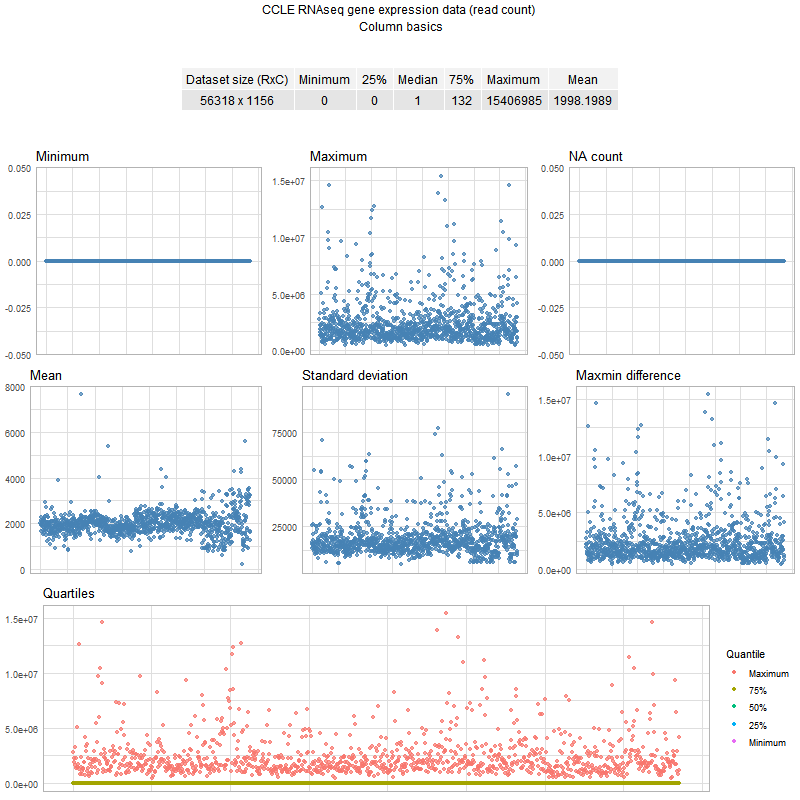 CCLE RNAseq gene expression data (read count)
Column basics
Dataset size (RxC) Minimum 25% Median 75% Maximum Mean
56318 x 1156 0 0 1 132 15406985 1998.1989
Minimum
0.050
0.025
0.000
-0.025
-0.050
Maximum
1.5e+07
1.0e+07
5.0e+06
0.0e+00
NA count
0.050
0.025
0.000
-0.025
-0.050
Mean
8000
6000
4000
2000
0
Standard deviation
75000
50000
25000
Maxmin difference
1.5e+07
1.0e+07
5.0e+06
0.0e+00
Quartiles
1.5e+07
1.0e+07
5.0e+06
0.0e+00
Quantile
Maximum
75%
50%
25%
Minimum